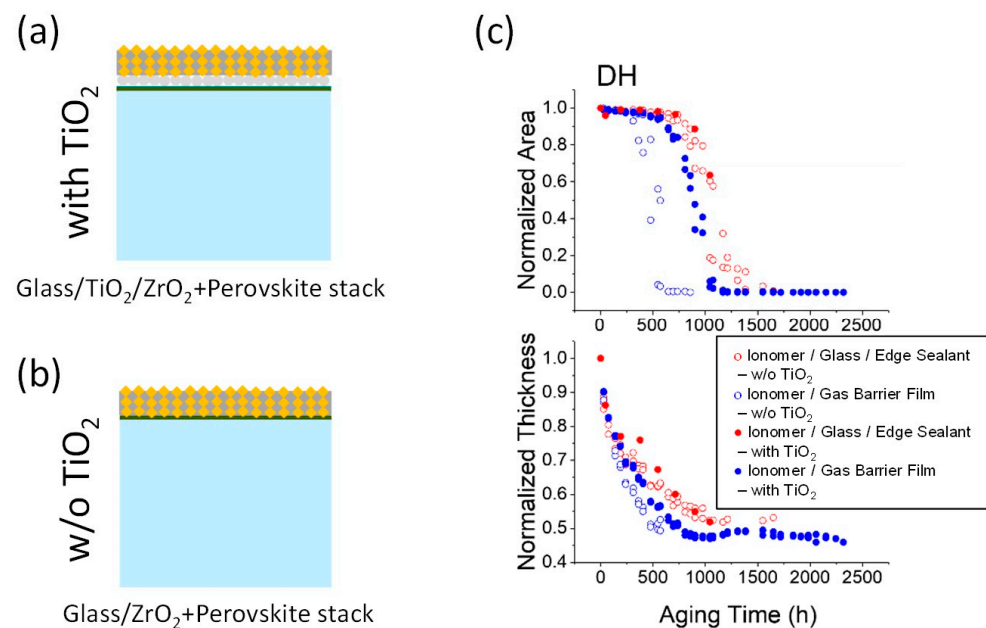 (a)
with TiO₂
Glass/TiO₂/ZrO₂+Perovskite stack
(b)
w/o TiO₂
Glass/ZrO₂+Perovskite stack
(c)
DH
Normalized Area
1.0
0.8
0.6
0.4
0.2
0.0
0 500 1000 1500 2000 2500
Normalized Thickness
1.0
0.9
0.8
0.7
0.6
0.5
0.4
0 500 1000 1500 2000 2500
Aging Time (h)
Ionomer / Glass / Edge Sealant
– w/o TiO₂
Ionomer / Gas Barrier Film
– w/o TiO₂
Ionomer / Glass / Edge Sealant
– with TiO₂
Ionomer / Gas Barrier Film
– with TiO₂